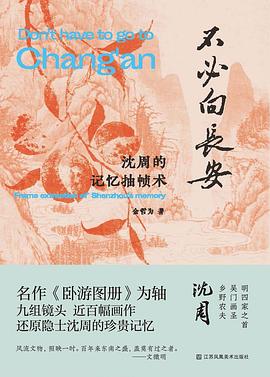 Don't have to go to
Chang'an
不必向長安
沈周的
记忆抽帧术
Frame extraction of Shenzhou's memory
金哲为 著
名作《卧游图册》为轴
九组镜头 近百幅画作
还原隐士沈周的珍贵记忆
明四家之首
吴门画圣
乡野农夫
沈周
风流文物，照映一时。百年来东南之盛，盖莫有过之者。
——文徵明
江苏凤凰美术出版社